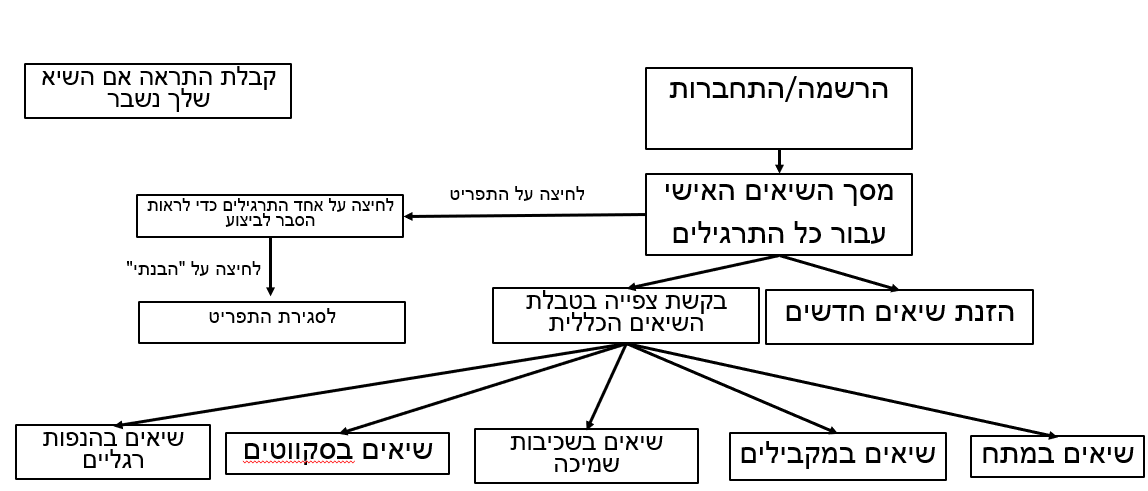 הרשמה/התחברות
קבלת התראה אם השיא
שלך נשבר
מסך השיאים האישי
עבור כל התרגילים
לחיצה על התפריט
לחיצה על אחד התרגילים כדי לראות
הסבר לביצוע
לחיצה על "הבנתי"
לסגירת התפריט
הזנת שיאים חדשים
בקשת צפייה בטבלת
השיאים הכללית
שיאים במתח
שיאים במקבילים
שיאים בשכיבות
שמיכה
שיאים בסקווטים
שיאים בהנפות
רגליים